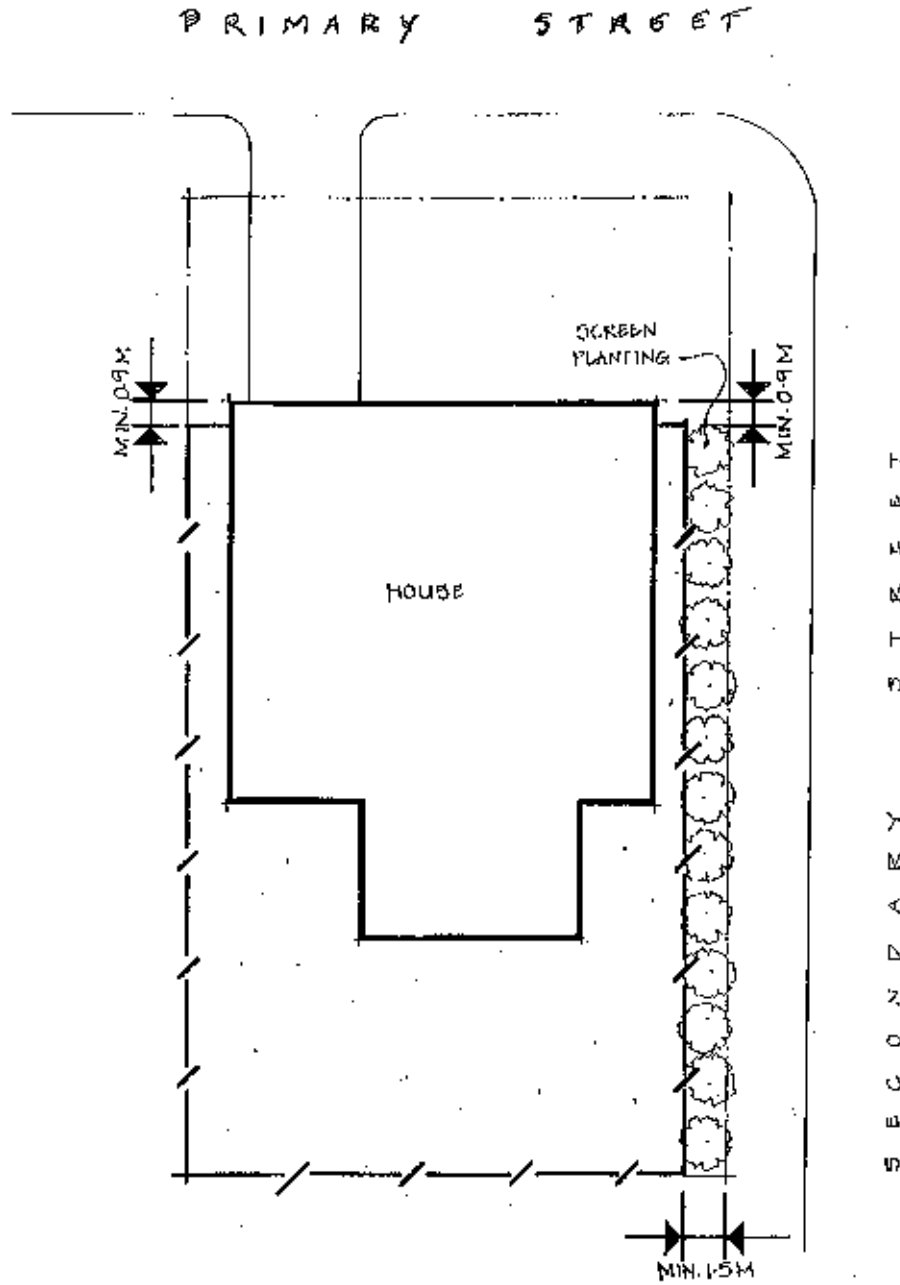 PRIMARY STREET
SCREEN
PLANTING
MIN. 0.9M
MIN. 0.9M
HOUSE
SECONDARY STREET
MIN. 1.5M